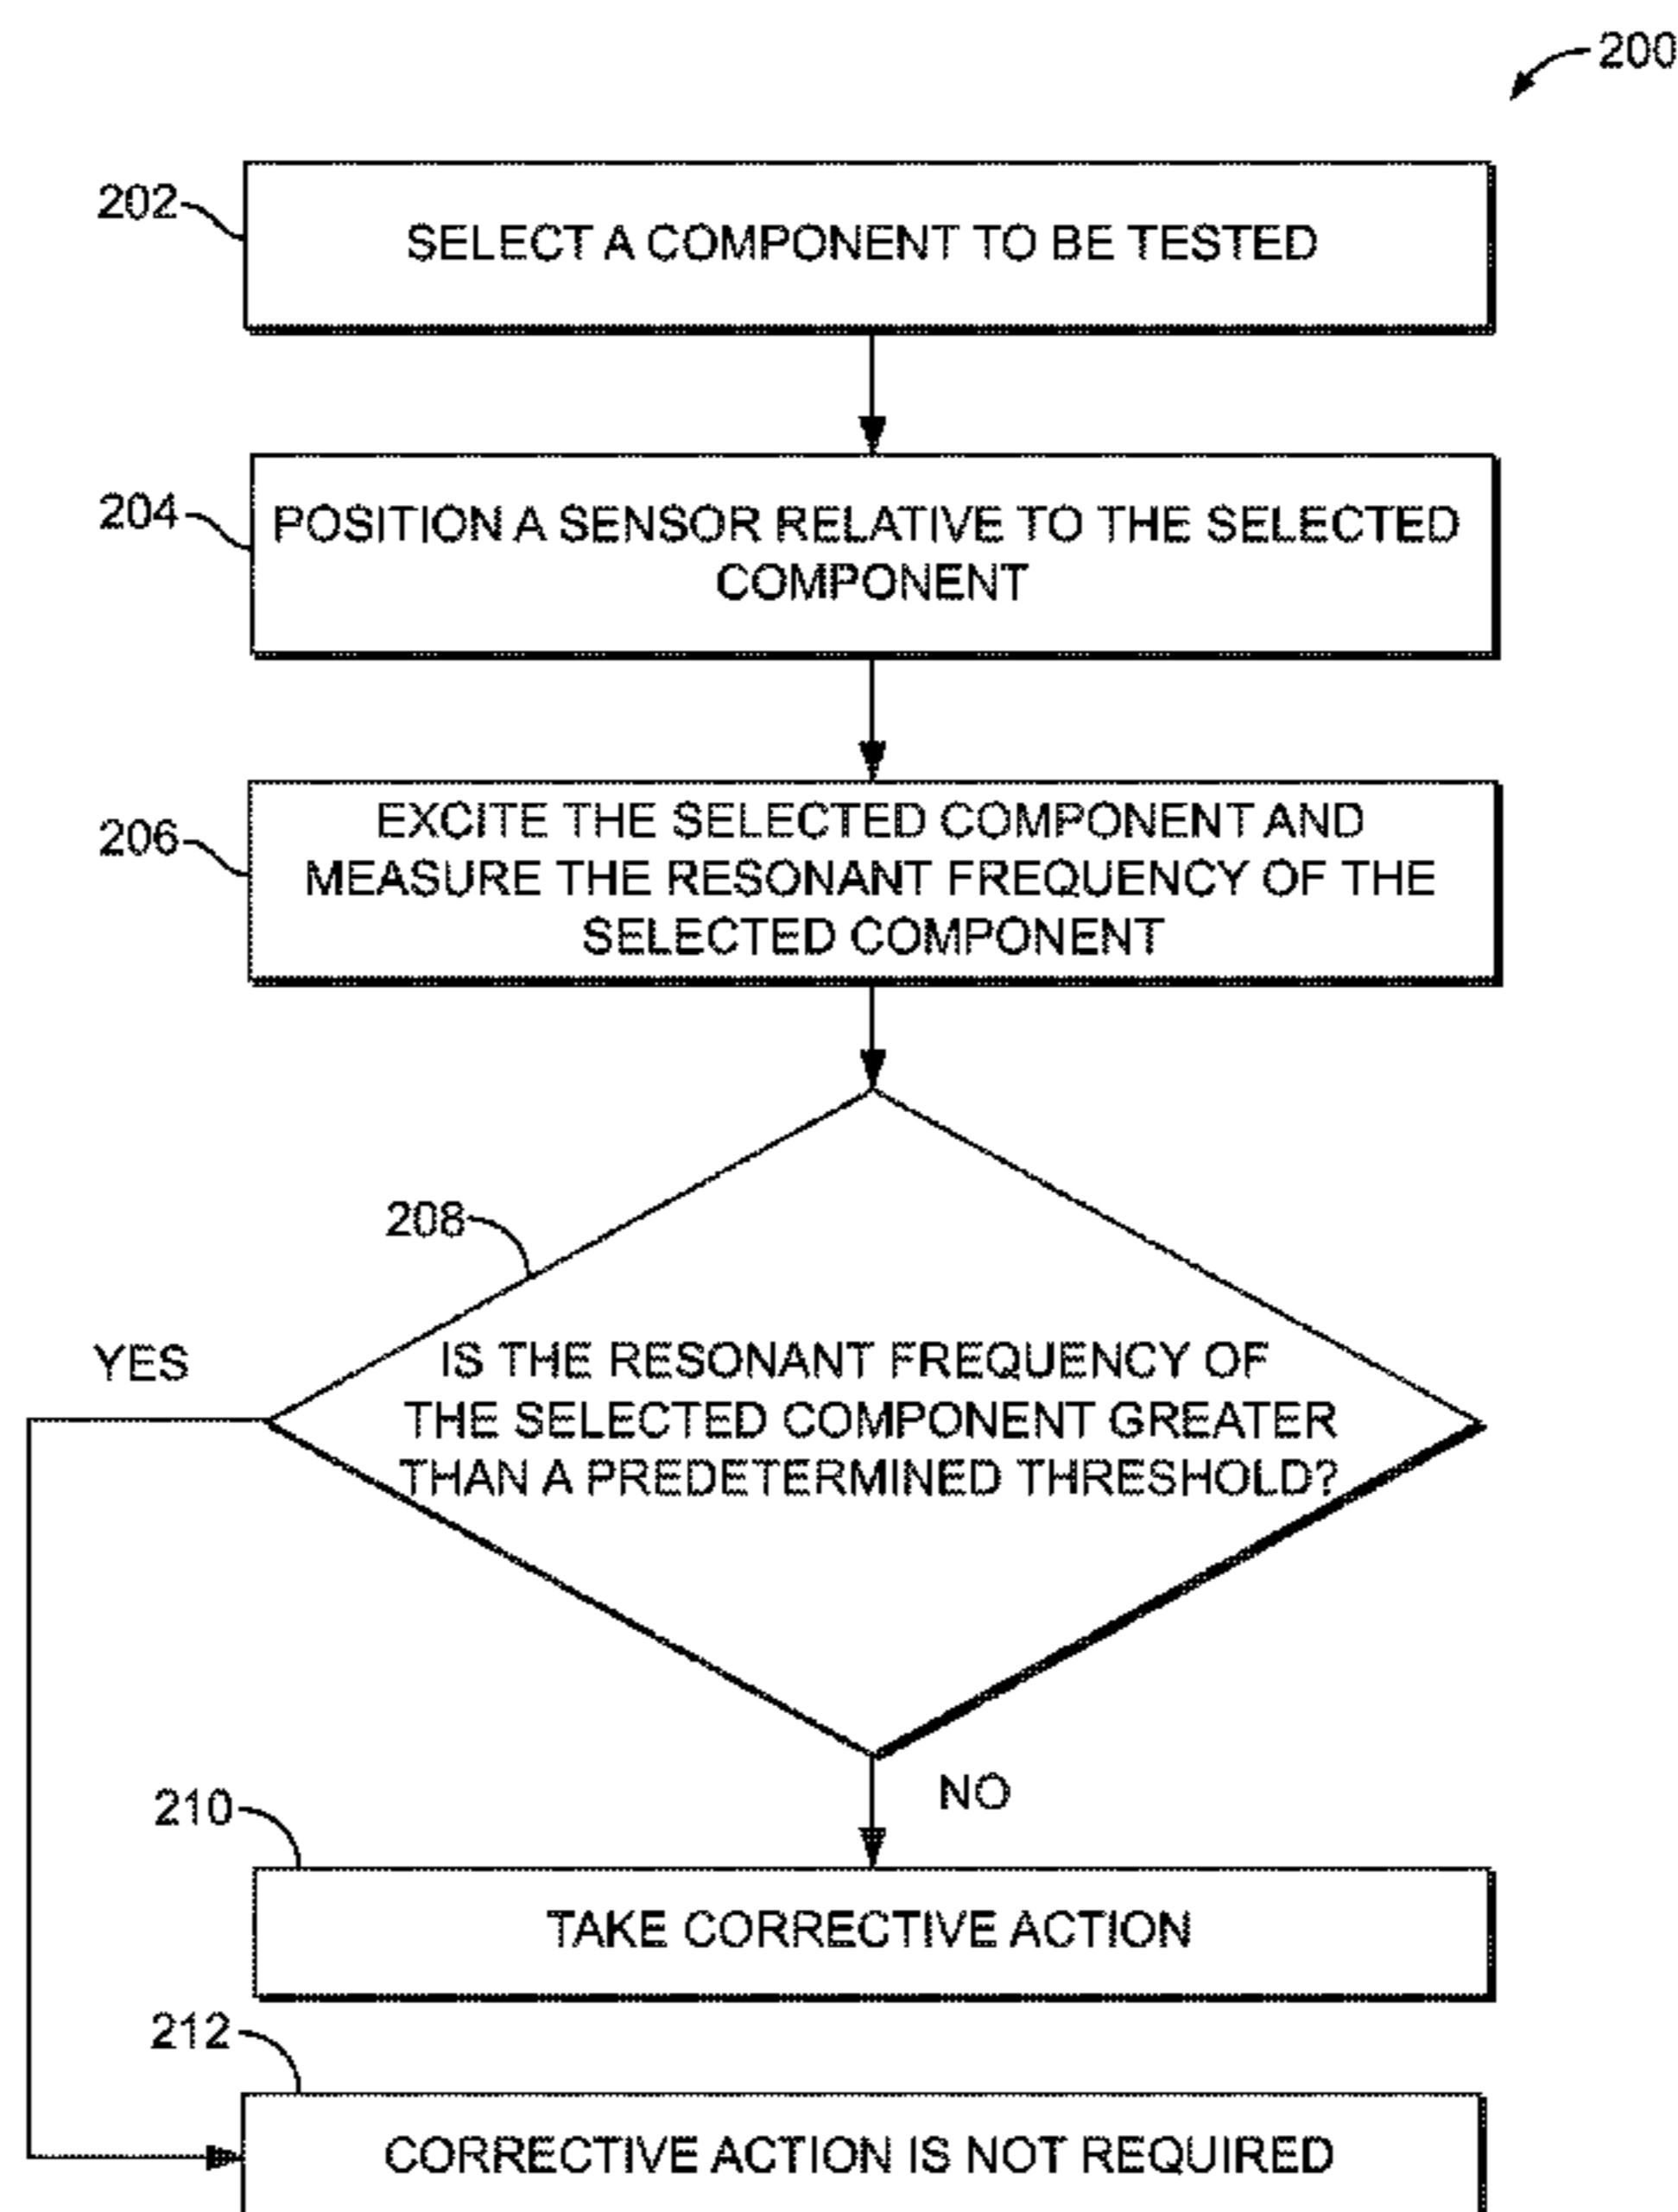 200
202
SELECT A COMPONENT TO BE TESTED
204
POSITION A SENSOR RELATIVE TO THE SELECTED
COMPONENT
206
EXCITE THE SELECTED COMPONENT AND
MEASURE THE RESONANT FREQUENCY OF THE
SELECTED COMPONENT
208
YES
IS THE RESONANT FREQUENCY OF
THE SELECTED COMPONENT GREATER
THAN A PREDETERMINED THRESHOLD?
NO
210
TAKE CORRECTIVE ACTION
212
CORRECTIVE ACTION IS NOT REQUIRED